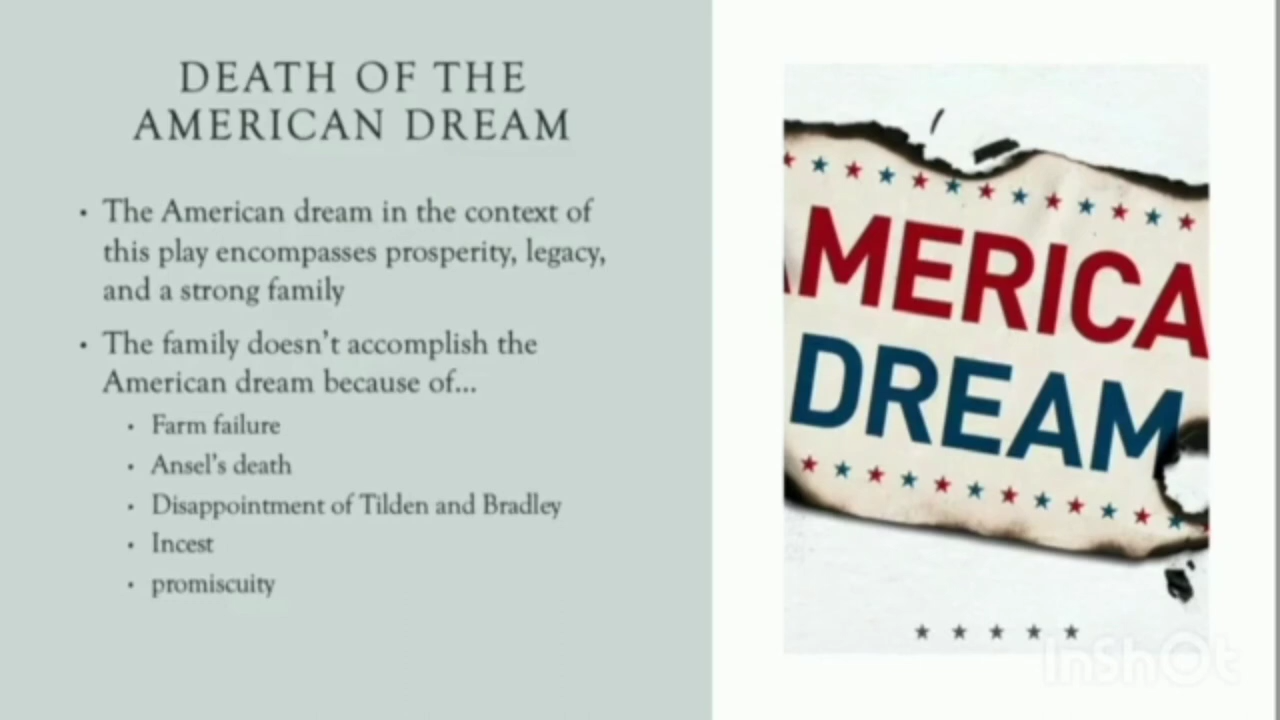 DEATH OF THE
AMERICAN DREAM
• The American dream in the context of
this play encompasses prosperity, legacy,
and a strong family
• The family doesn't accomplish the
American dream because of...
• Farm failure
• Ansel's death
• Disappointment of Tilden and Bradley
• Incest
• promiscuity
AMERICA
DREAM
InShOt